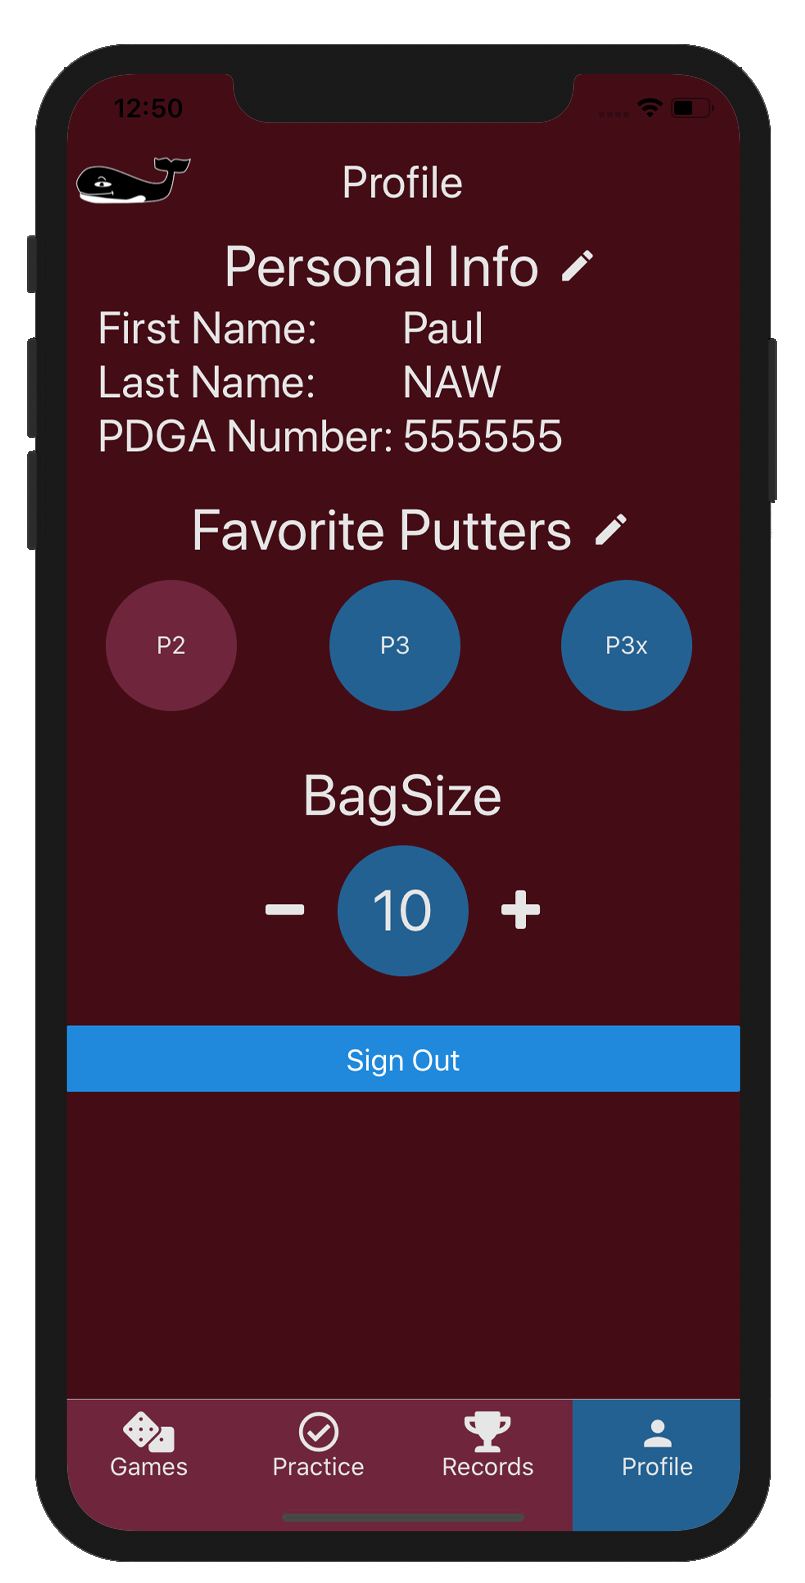 12:50
Profile
Personal Info
First Name: Paul
Last Name: NAW
PDGA Number: 555555
Favorite Putters
P2 P3 P3x
BagSize
10
Sign Out
Games Practice Records Profile